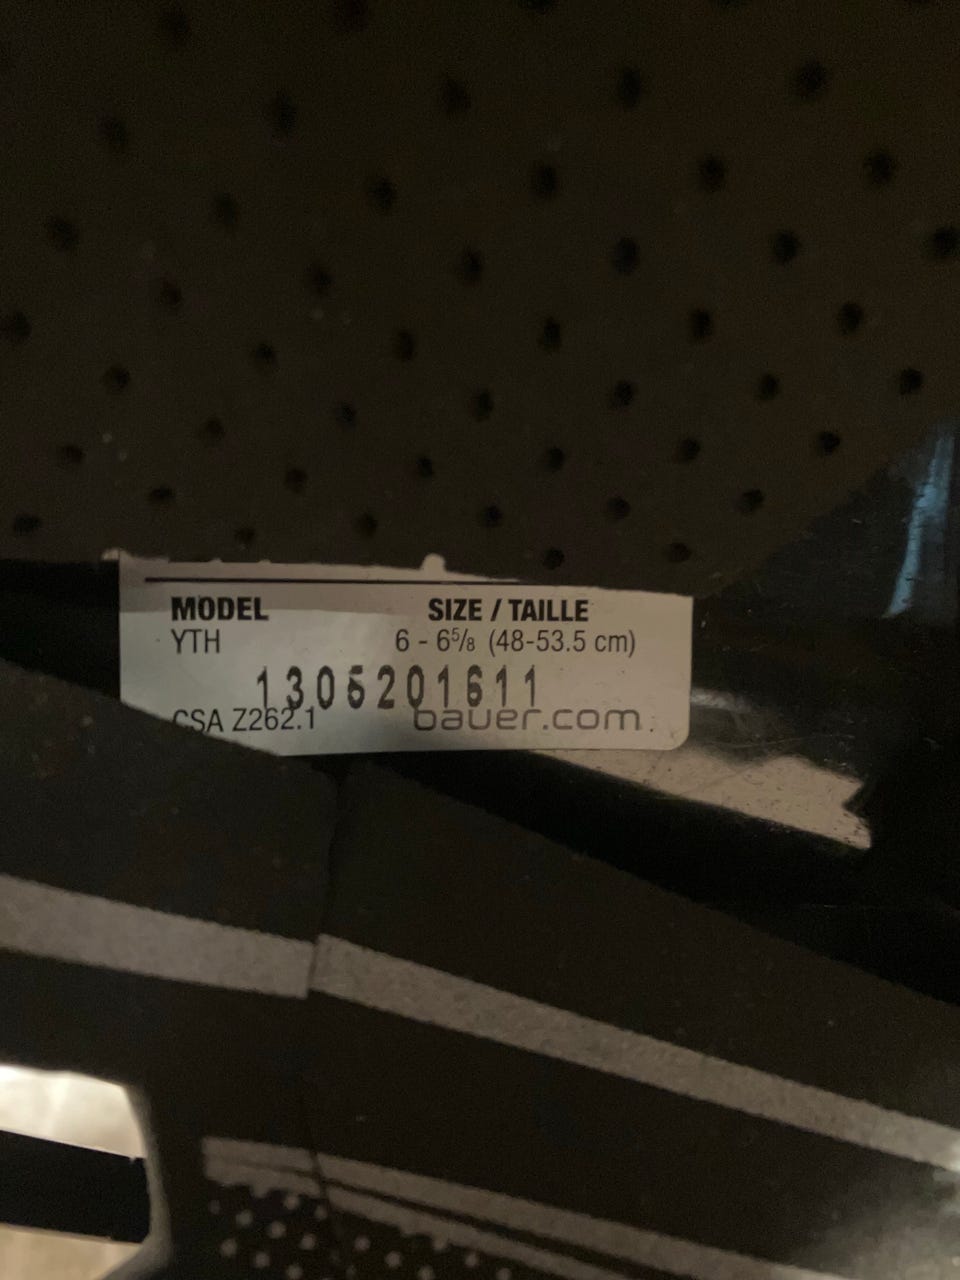 MODEL SIZE / TAILLE
YTH 6 - 6⅝ (48-53.5 cm)
1305201611
CSA Z262.1 bauer.com